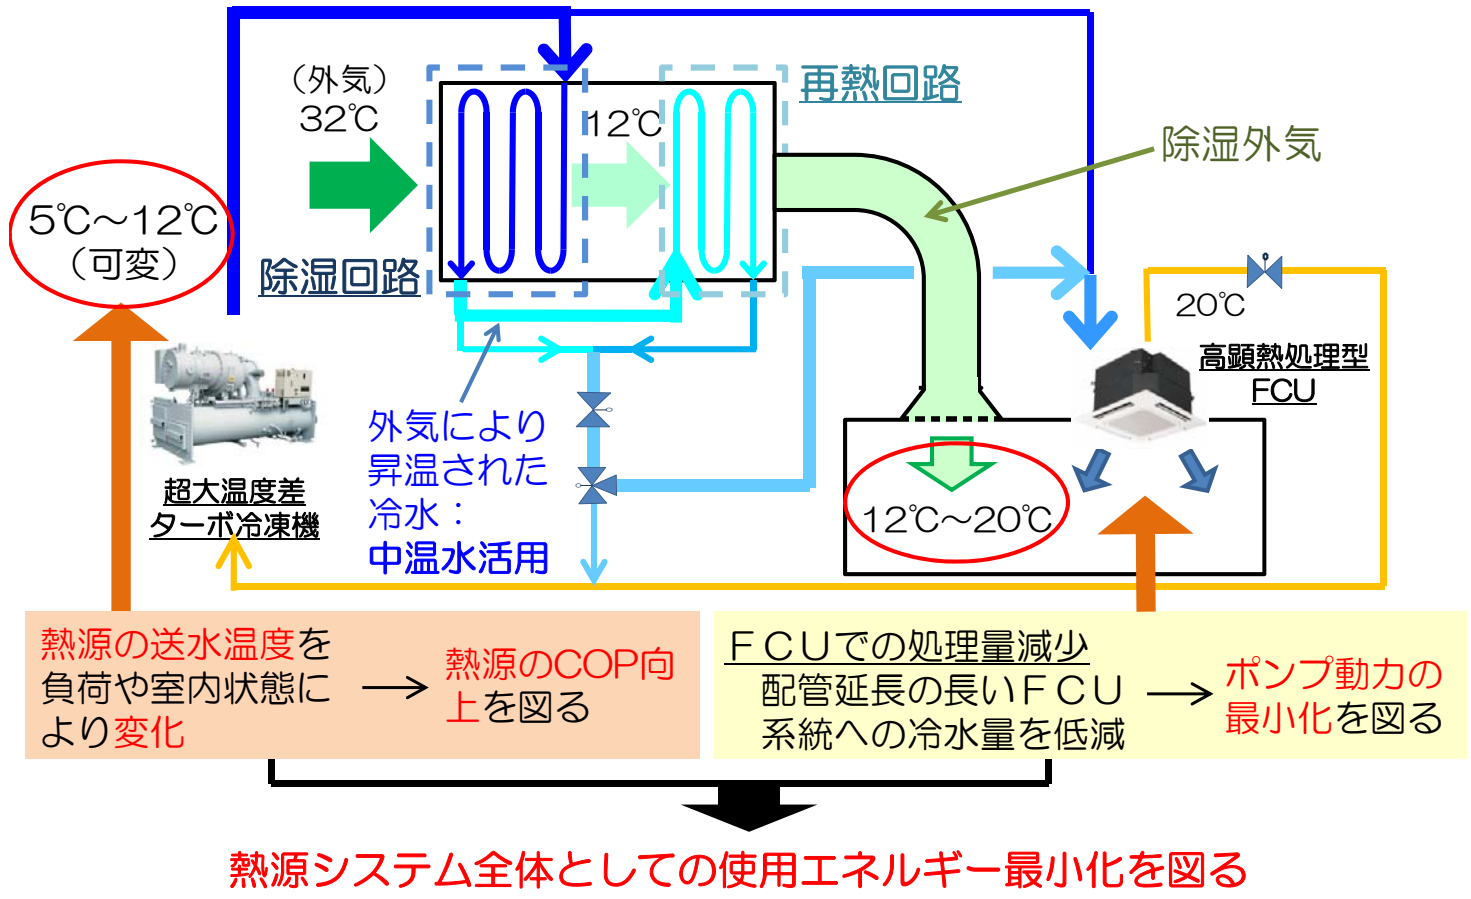 （外気）
32℃
12℃
再熱回路
除湿外気
5℃～12℃
（可変）
除湿回路
20℃
高顕熱処理型
FCU
超大温度差
ターボ冷凍機
外気により
昇温された
冷水：
中温水活用
12℃～20℃
熱源の送水温度を
負荷や室内状態に
より変化
熱源のCOP向
上を図る
ＦＣＵでの処理量減少
配管延長の長いＦＣＵ
系統への冷水量を低減
ポンプ動力の
最小化を図る
熱源システム全体としての使用エネルギー最小化を図る